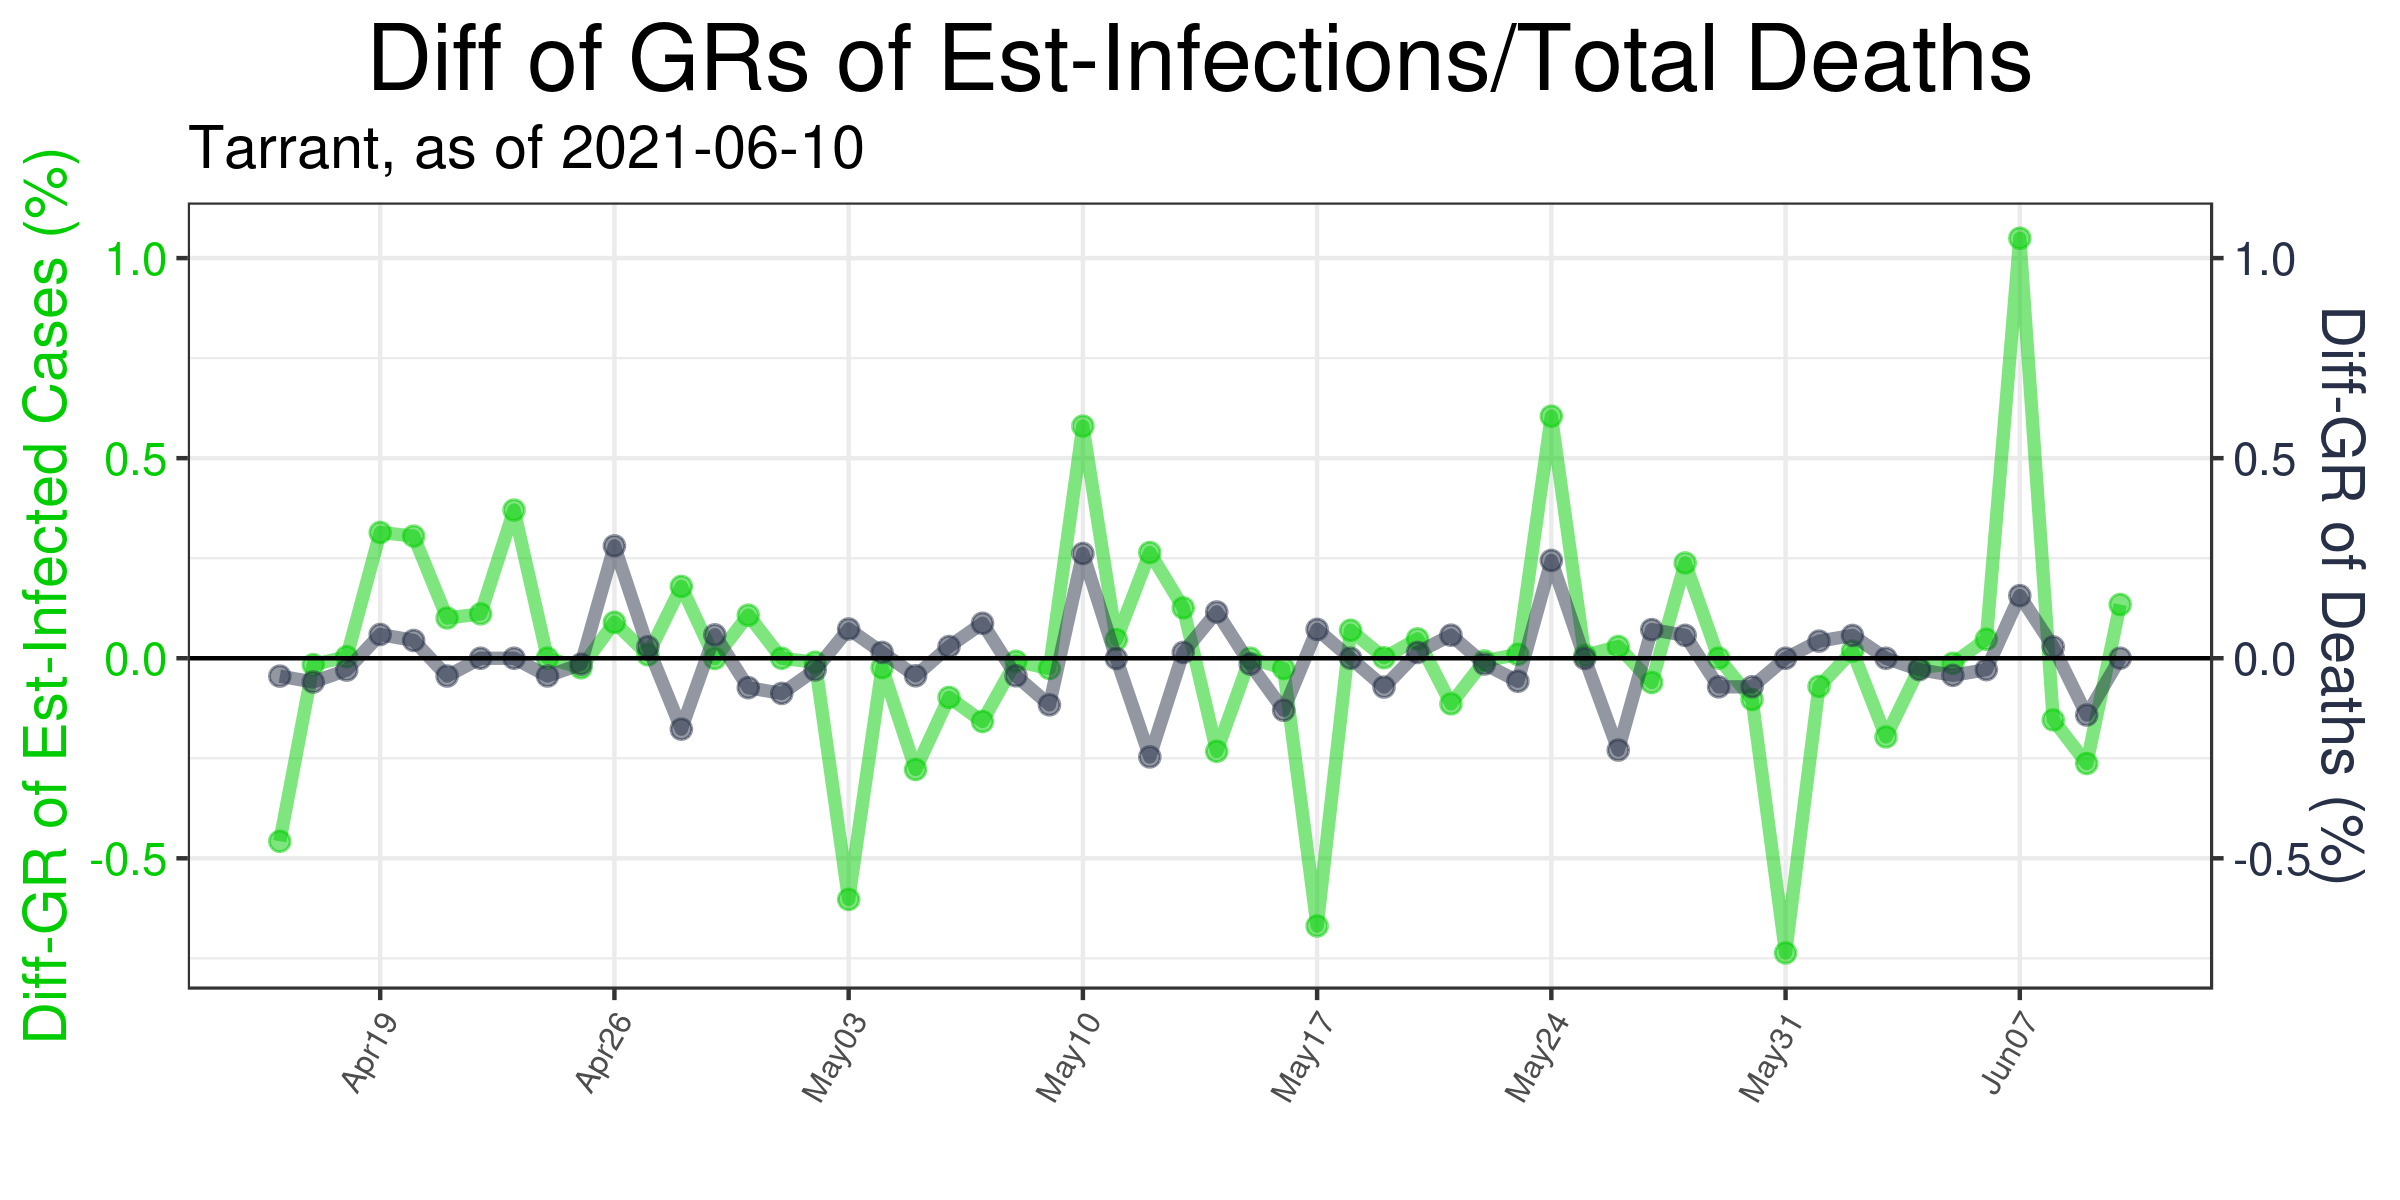 Diff of GRs of Est-Infections/Total Deaths
Tarrant, as of 2021-06-10
Diff-GR of Est-Infected Cases (%)
1.0
0.5
0.0
-0.5
1.0
0.5
0.0
-0.5
Diff-GR of Deaths (%)
Apr19
Apr26
May03
May10
May17
May24
May31
Jun07